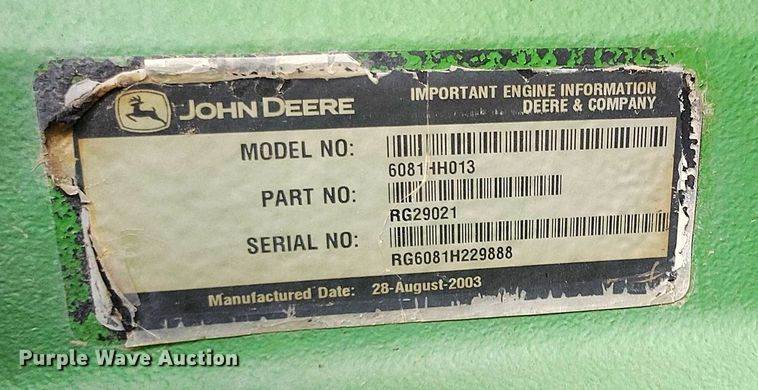 JOHN DEERE
IMPORTANT ENGINE INFORMATION
DEERE & COMPANY
MODEL NO:
6081HH013
PART NO:
RG29021
SERIAL NO:
RG6081H229888
Manufactured Date: 28-August-2003
Purple Wave Auction